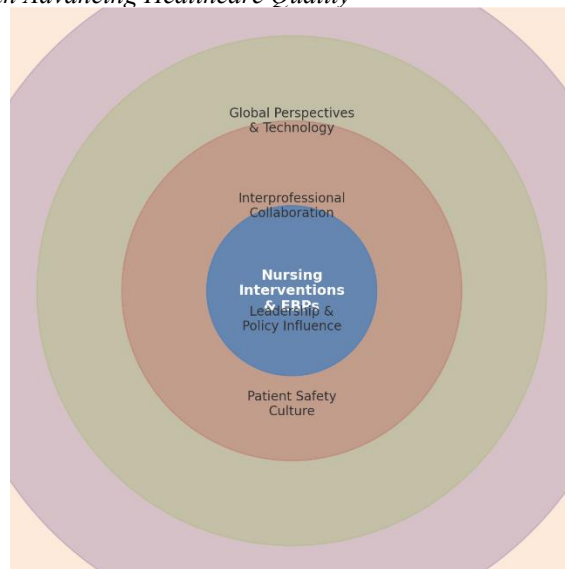 Advancing Healthcare Quality
Global Perspectives
& Technology
Interprofessional
Collaboration
Nursing
Interventions
& EBPs
Leadership &
Policy Influence
Patient Safety
Culture